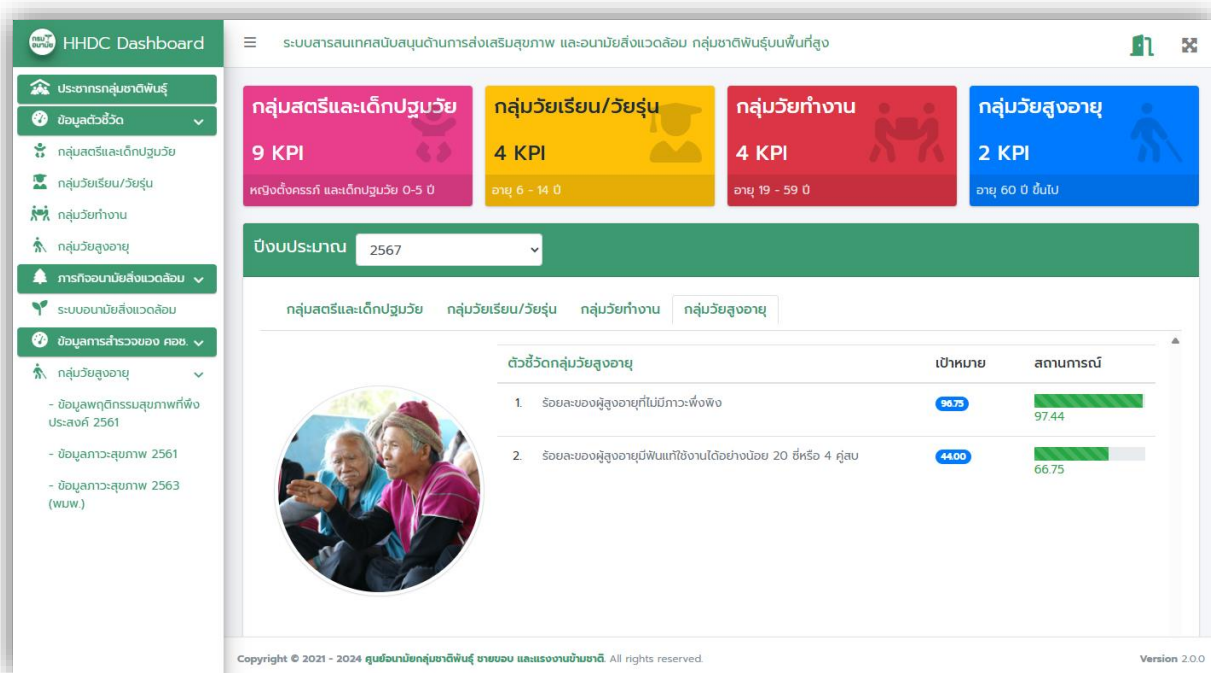 กรมอนามัย
HHDC Dashboard
ระบบสารสนเทศสนับสนุนด้านการส่งเสริมสุขภาพ และอนามัยสิ่งแวดล้อม กลุ่มชาติพันธุ์บนพื้นที่สูง
ประชากรกลุ่มชาติพันธุ์
ข้อมูลตัวชี้วัด
กลุ่มสตรีและเด็กปฐมวัย
กลุ่มวัยเรียน/วัยรุ่น
กลุ่มวัยทำงาน
กลุ่มวัยสูงอายุ
ภารกิจอนามัยสิ่งแวดล้อม
ระบบอนามัยสิ่งแวดล้อม
ข้อมูลการสำรวจของ ศอช.
กลุ่มวัยสูงอายุ
- ข้อมูลพฤติกรรมสุขภาพที่พึง
ประสงค์ 2561
- ข้อมูลภาวะสุขภาพ 2561
- ข้อมูลภาวะสุขภาพ 2563
(พมพ.)
กลุ่มสตรีและเด็กปฐมวัย
9 KPI
หญิงตั้งครรภ์ และเด็กปฐมวัย 0-5 ปี
กลุ่มวัยเรียน/วัยรุ่น
4 KPI
อายุ 6 - 14 ปี
กลุ่มวัยทำงาน
4 KPI
อายุ 19 - 59 ปี
กลุ่มวัยสูงอายุ
2 KPI
อายุ 60 ปี ขึ้นไป
ปีงบประมาณ 2567
กลุ่มสตรีและเด็กปฐมวัย กลุ่มวัยเรียน/วัยรุ่น กลุ่มวัยทำงาน กลุ่มวัยสูงอายุ
ตัวชี้วัดกลุ่มวัยสูงอายุ เป้าหมาย สถานการณ์
1. ร้อยละของผู้สูงอายุที่ไม่มีภาวะพึ่งพิง 96.75 97.44
2. ร้อยละของผู้สูงอายุมีฟันแท้ใช้งานได้อย่างน้อย 20 ซี่หรือ 4 คู่สบ 44.00 66.75
Copyright © 2021 - 2024 ศูนย์อนามัยกลุ่มชาติพันธุ์ ชายขอบ และแรงงานข้ามชาติ. All rights reserved. Version 2.0.0